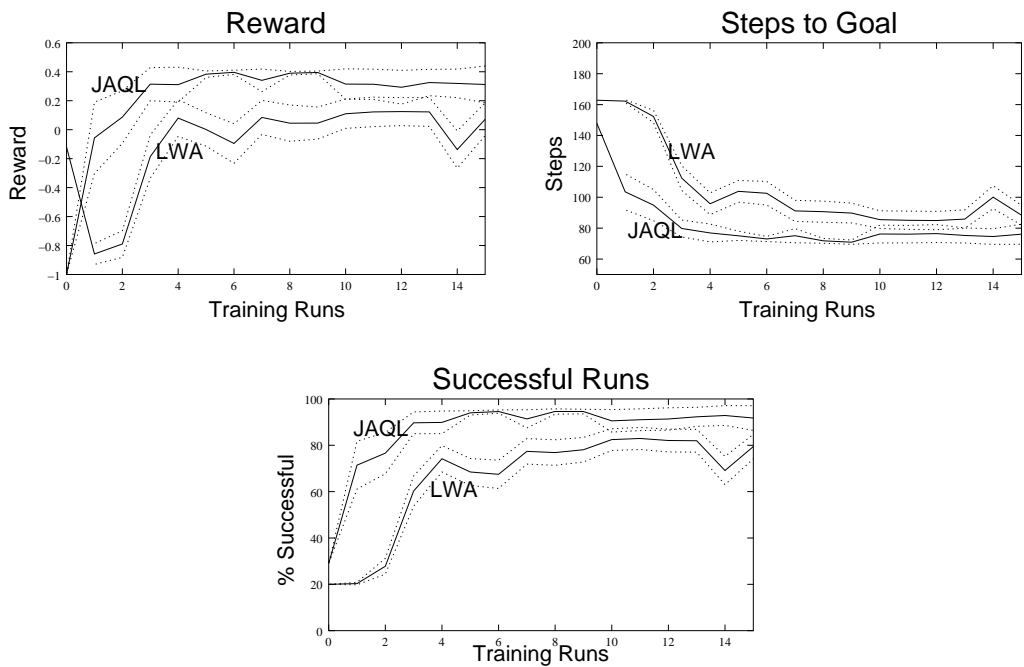 Reward
0.6
0.4
0.2
0
−0.2
−0.4
−0.6
−0.8
−1
Reward
JAQL
LWA
0 2 4 6 8 10 12 14
Training Runs
Steps to Goal
200
180
160
140
120
100
80
60
Steps
LWA
JAQL
0 2 4 6 8 10 12 14
Training Runs
Successful Runs
100
80
60
40
20
0
% Successful
JAQL
LWA
0 2 4 6 8 10 12 14
Training Runs